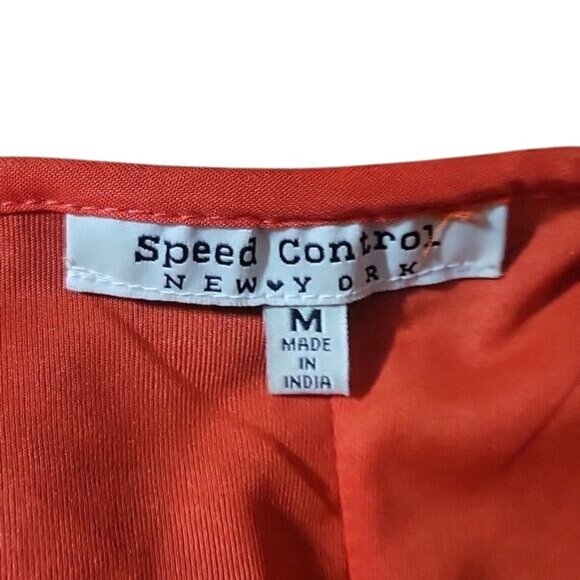 Speed Control
NEW♥YORK
M
MADE
IN
INDIA